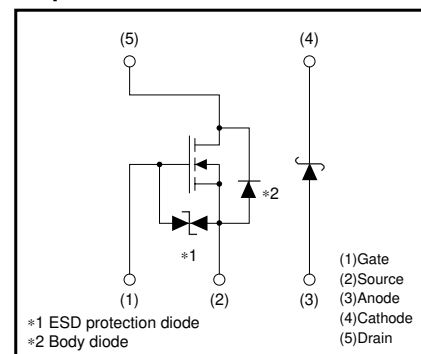 (5) (4)
∗2
∗1
(1) (2) (3)
(1)Gate
(2)Source
(3)Anode
(4)Cathode
(5)Drain
∗1 ESD protection diode
∗2 Body diode